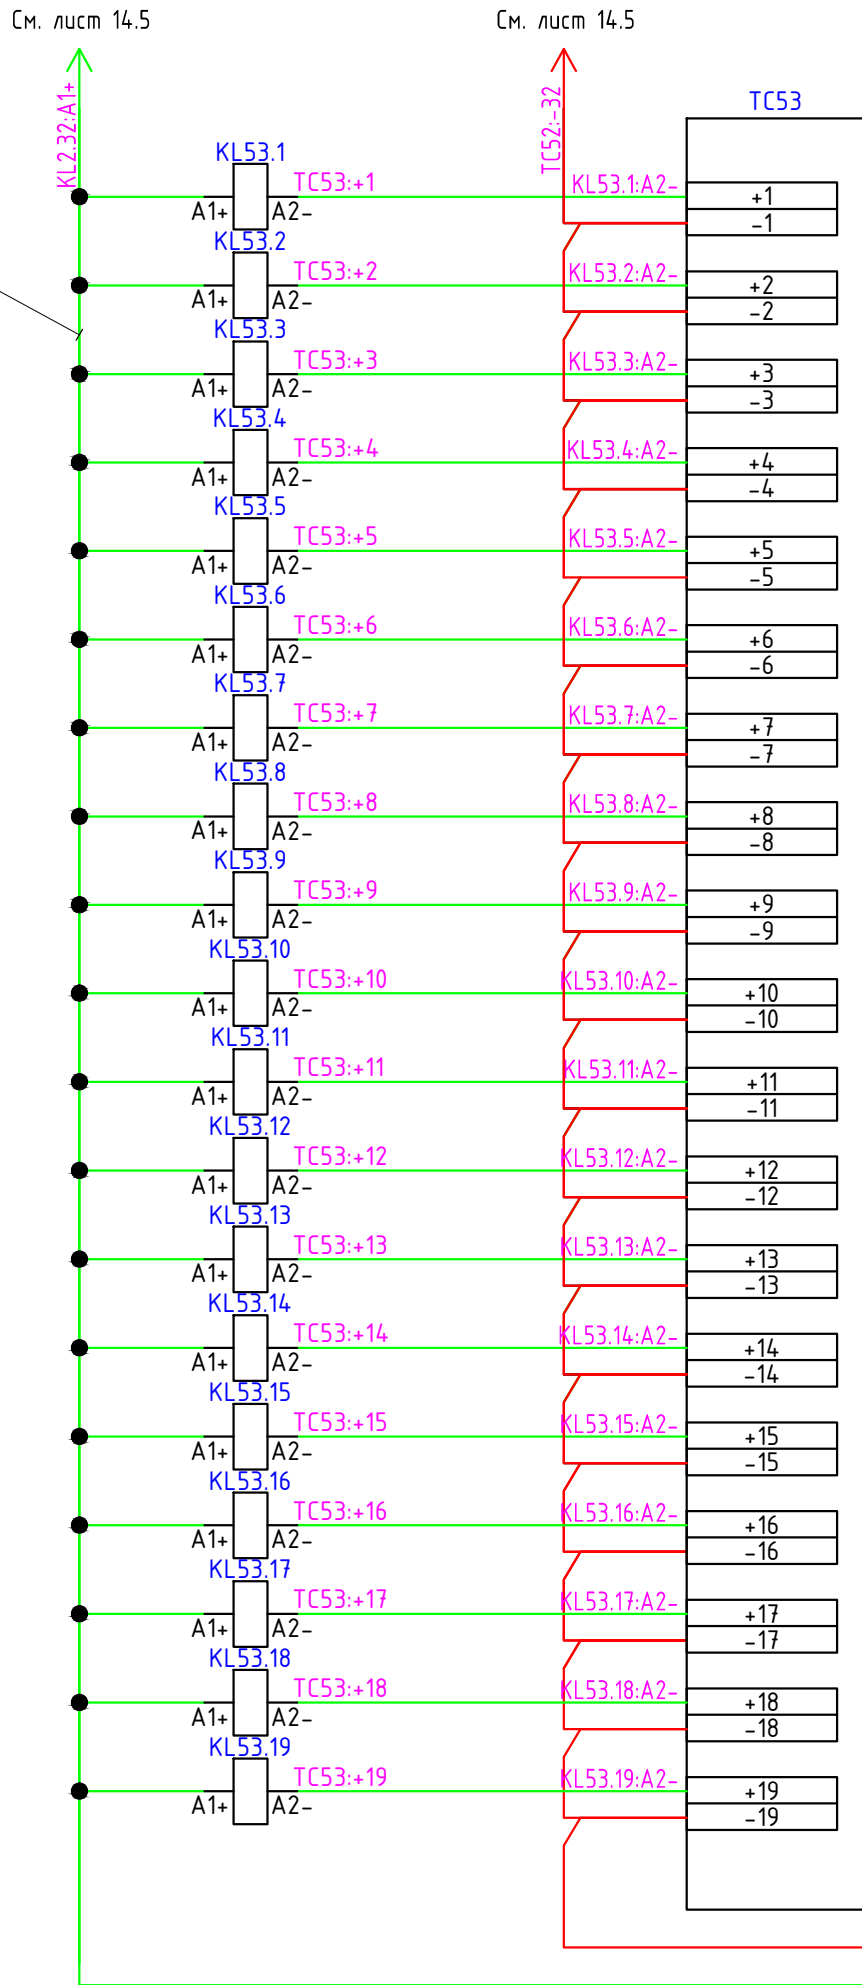 См. лист 14.5
См. лист 14.5
KL2.32:A1+
TC52:-32
TC53
KL53.1
TC53:+1
KL53.1:A2-
A1+
A2-
+1
-1
KL53.2
TC53:+2
KL53.2:A2-
A1+
A2-
+2
-2
KL53.3
TC53:+3
KL53.3:A2-
A1+
A2-
+3
-3
KL53.4
TC53:+4
KL53.4:A2-
A1+
A2-
+4
-4
KL53.5
TC53:+5
KL53.5:A2-
A1+
A2-
+5
-5
KL53.6
TC53:+6
KL53.6:A2-
A1+
A2-
+6
-6
KL53.7
TC53:+7
KL53.7:A2-
A1+
A2-
+7
-7
KL53.8
TC53:+8
KL53.8:A2-
A1+
A2-
+8
-8
KL53.9
TC53:+9
KL53.9:A2-
A1+
A2-
+9
-9
KL53.10
TC53:+10
KL53.10:A2-
A1+
A2-
+10
-10
KL53.11
TC53:+11
KL53.11:A2-
A1+
A2-
+11
-11
KL53.12
TC53:+12
KL53.12:A2-
A1+
A2-
+12
-12
KL53.13
TC53:+13
KL53.13:A2-
A1+
A2-
+13
-13
KL53.14
TC53:+14
KL53.14:A2-
A1+
A2-
+14
-14
KL53.15
TC53:+15
KL53.15:A2-
A1+
A2-
+15
-15
KL53.16
TC53:+16
KL53.16:A2-
A1+
A2-
+16
-16
KL53.17
TC53:+17
KL53.17:A2-
A1+
A2-
+17
-17
KL53.18
TC53:+18
KL53.18:A2-
A1+
A2-
+18
-18
KL53.19
TC53:+19
KL53.19:A2-
A1+
A2-
+19
-19